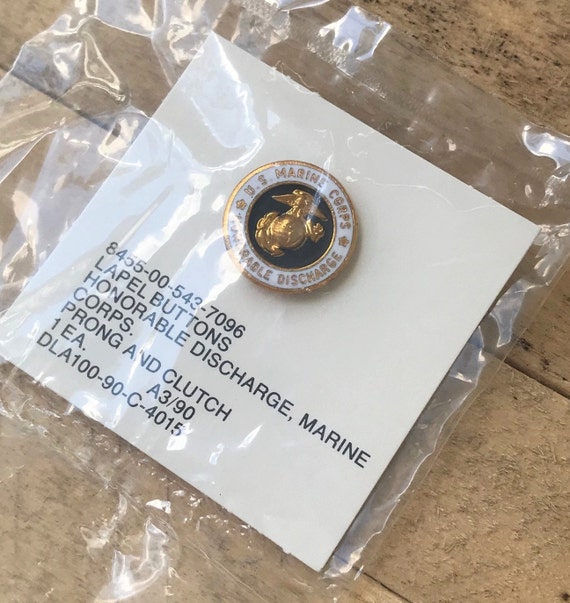 U.S. MARINE CORPS
HONORABLE DISCHARGE
8455-00-543-7096
LAPEL BUTTONS
HONORABLE DISCHARGE, MARINE
CORPS.
PRONG AND CLUTCH
1 EA. A3/90
DLA100-90-C-4015